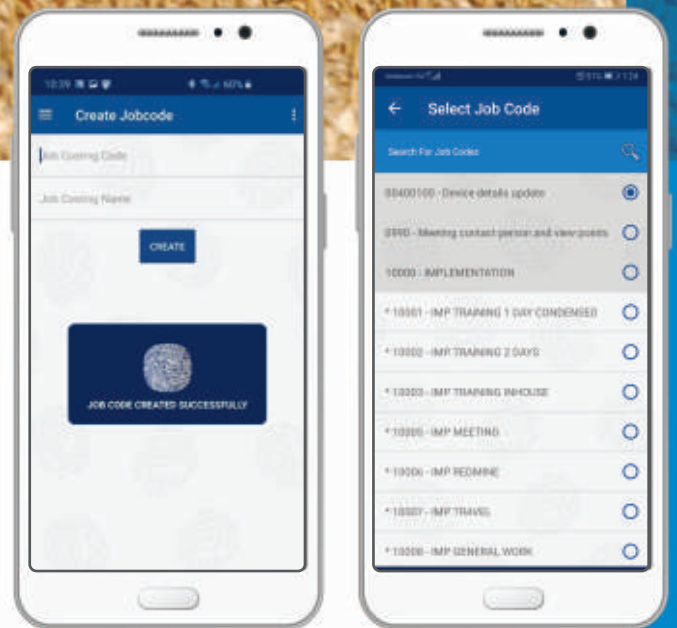 10:39 60%
Create Jobcode
Job Costing Code
Job Costing Name
CREATE
JOB CODE CREATED SUCCESSFULLY
Select Job Code
Search For Job Codes
00400100 - Device details update
0990 - Meeting contact person and view points
10000 - IMPLEMENTATION
* 10001 - IMP TRAINING 1 DAY CONDENSED
* 10002 - IMP TRAINING 2 DAYS
* 10003 - IMP TRAINING INHOUSE
* 10005 - IMP MEETING
* 10006 - IMP REDMINE
* 10007 - IMP TRAVEL
* 10008 - IMP GENERAL WORK